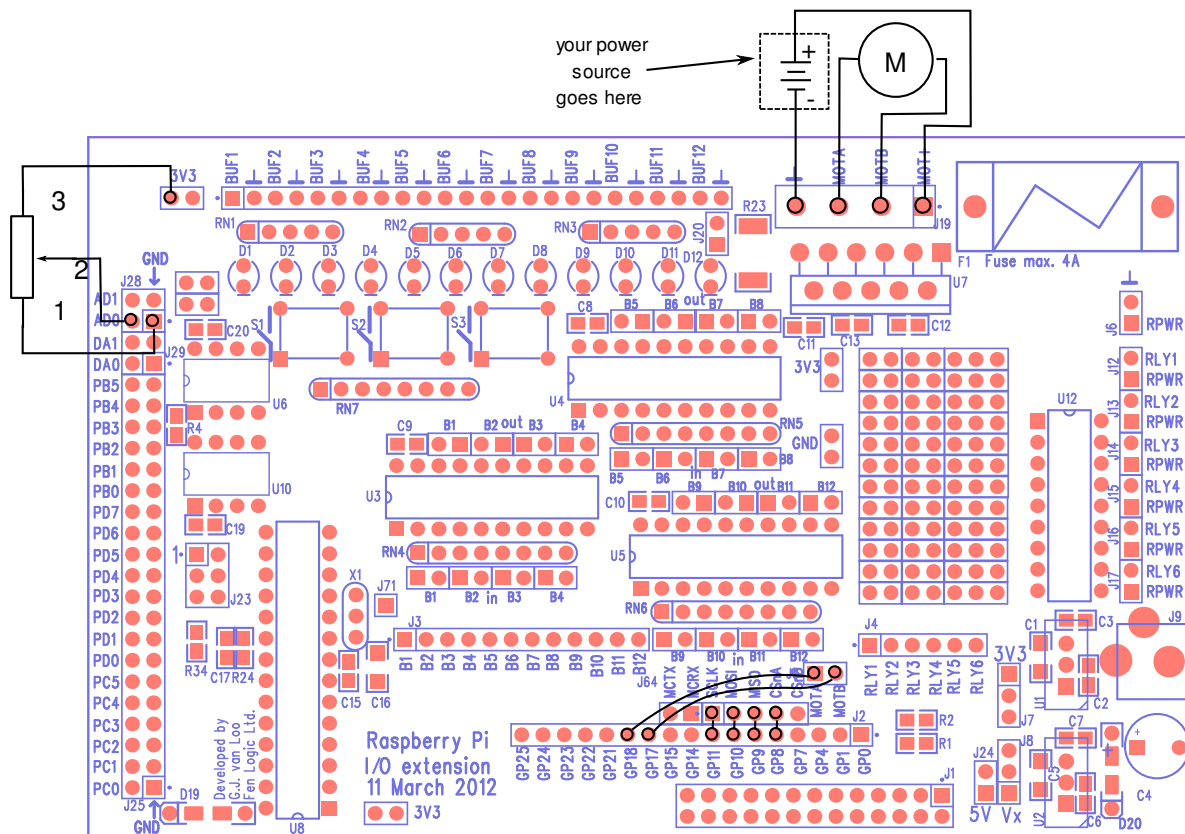 your power
source
goes here
+
-
M
3
2
1
3V3
BUF1
BUF2
BUF3
BUF4
BUF5
BUF6
BUF7
BUF8
BUF9
BUF10
BUF11
BUF12
MOTA
MOTB
MOT+
J19
RN1
RN2
RN3
J20
R23
F1 Fuse max. 4A
U7
GND
J28
D1
D2
D3
D4
D5
D6
D7
D8
D9
D10
D11
D12
AD1
AD0
DA1
DA0
PB5
PB4
PB3
PB2
PB1
PB0
PD7
PD6
PD5
PD4
PD3
PD2
PD1
PD0
PC5
PC4
PC3
PC2
PC1
PC0
J29
C20
S1
S2
S3
C8
B5
B6
out
B7
B8
C11
C13
C12
J6
RPWR
U6
R4
RN7
U4
3V3
GND
U12
J12
RLY1
RPWR
J13
RLY2
RPWR
J14
RLY3
RPWR
J15
RLY4
RPWR
J16
RLY5
RPWR
J17
RLY6
RPWR
C9
B1
B2
out
B3
B4
RN5
B5
B6
in
B7
B8
U10
C19
U3
C10
B9
B10
out
B11
B12
1
J23
RN4
U5
X1
J71
B1
B2
in
B3
B4
RN6
R34
C17
R24
J3
B1
B2
B3
B4
B5
B6
B7
B8
B9
B10
B11
B12
B9
B10
in
B11
B12
J4
RLY1
RLY2
RLY3
RLY4
RLY5
RLY6
C1
C3
J9
U1
C2
3V3
J7
C15
C16
J64
MCTX
MCRX
SCLK
MOSI
MISO
CSnA
MOTA
MOTB
J2
GP25
GP24
GP23
GP22
GP21
GP18
GP17
GP15
GP14
GP11
GP10
GP9
GP8
GP7
GP4
GP1
GP0
R2
R1
Raspberry Pi
I/O extension
11 March 2012
Developed by
G.J. van Loo
Fen Logic Ltd.
J1
J24
J8
5V
Vx
C7
C5
U2
C6
+
+
C4
D20
J25
GND
D19
U8
3V3